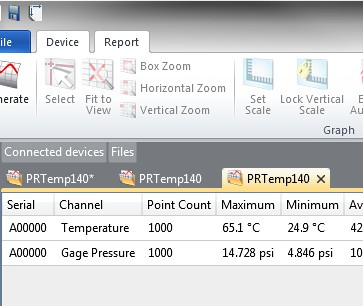 ile Device Report
nerate Select Fit to View Box Zoom Horizontal Zoom Vertical Zoom Set Scale Lock Vertical Scale
Graph
Connected devices Files
PRTemp140* PRTemp140 PRTemp140 X
Serial Channel Point Count Maximum Minimum Av
A00000 Temperature 1000 65.1 °C 24.9 °C 42
A00000 Gage Pressure 1000 14.728 psi 4.846 psi 10